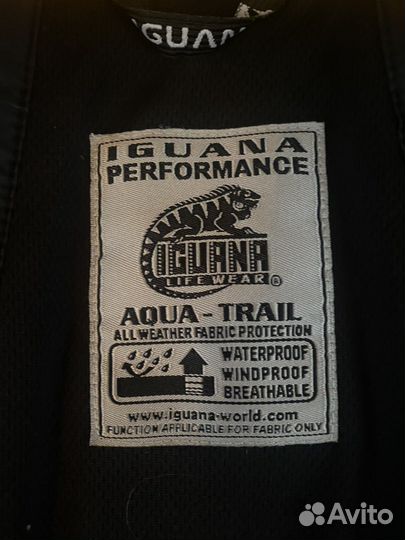 IGUANA
PERFORMANCE
IGUANA
LIFE WEAR ®
AQUA - TRAIL
ALL WEATHER FABRIC PROTECTION
WATERPROOF
WINDPROOF
BREATHABLE
www.iguana-world.com
FUNCTION APPLICABLE FOR FABRIC ONLY
Avito